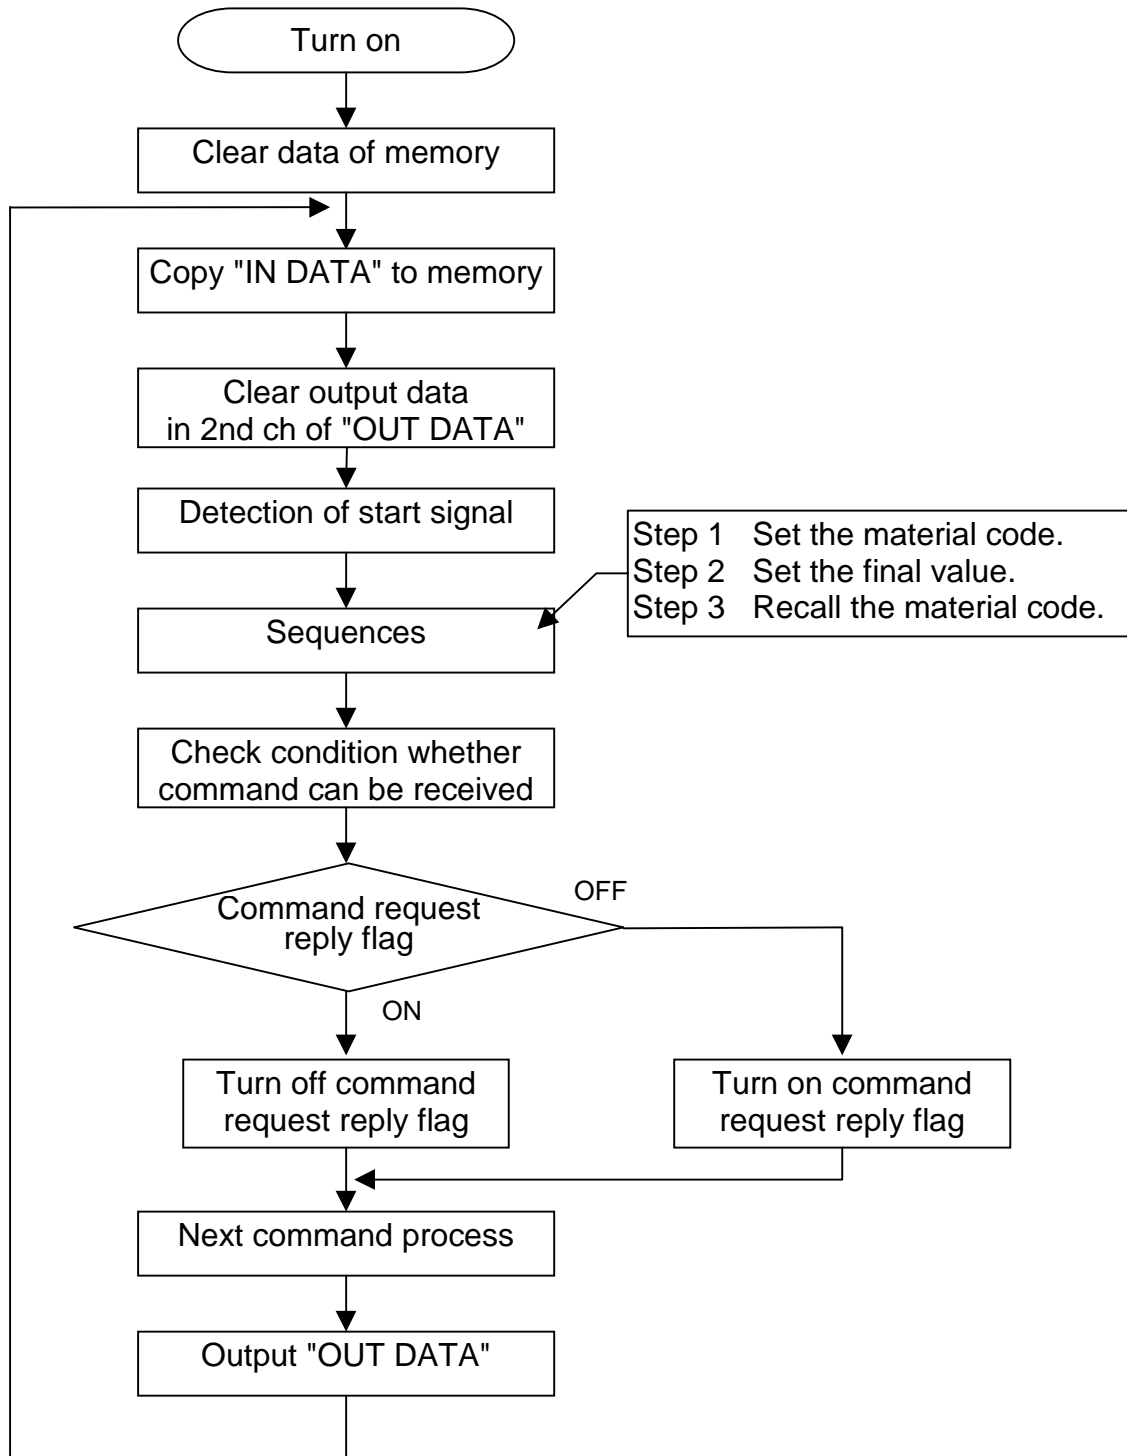 Turn on
Clear data of memory
Copy "IN DATA" to memory
Clear output data
in 2nd ch of "OUT DATA"
Detection of start signal
Step 1 Set the material code.
Step 2 Set the final value.
Step 3 Recall the material code.
Sequences
Check condition whether
command can be received
Command request
reply flag
OFF
ON
Turn off command
request reply flag
Turn on command
request reply flag
Next command process
Output "OUT DATA"